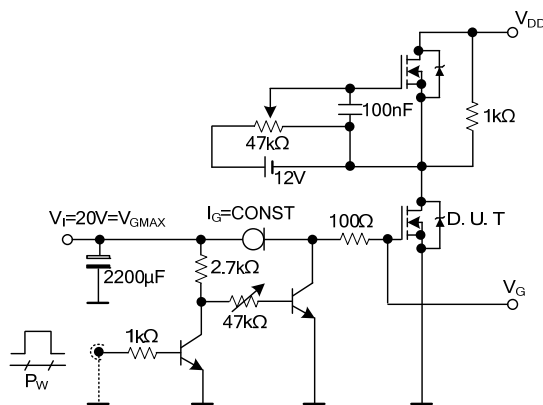 V_DD
100nF
47kΩ
1kΩ
12V
V_I=20V=V_GMAX
I_G=CONST
100Ω
D. U. T
2.7kΩ
2200μF
47kΩ
V_G
1kΩ
P_W